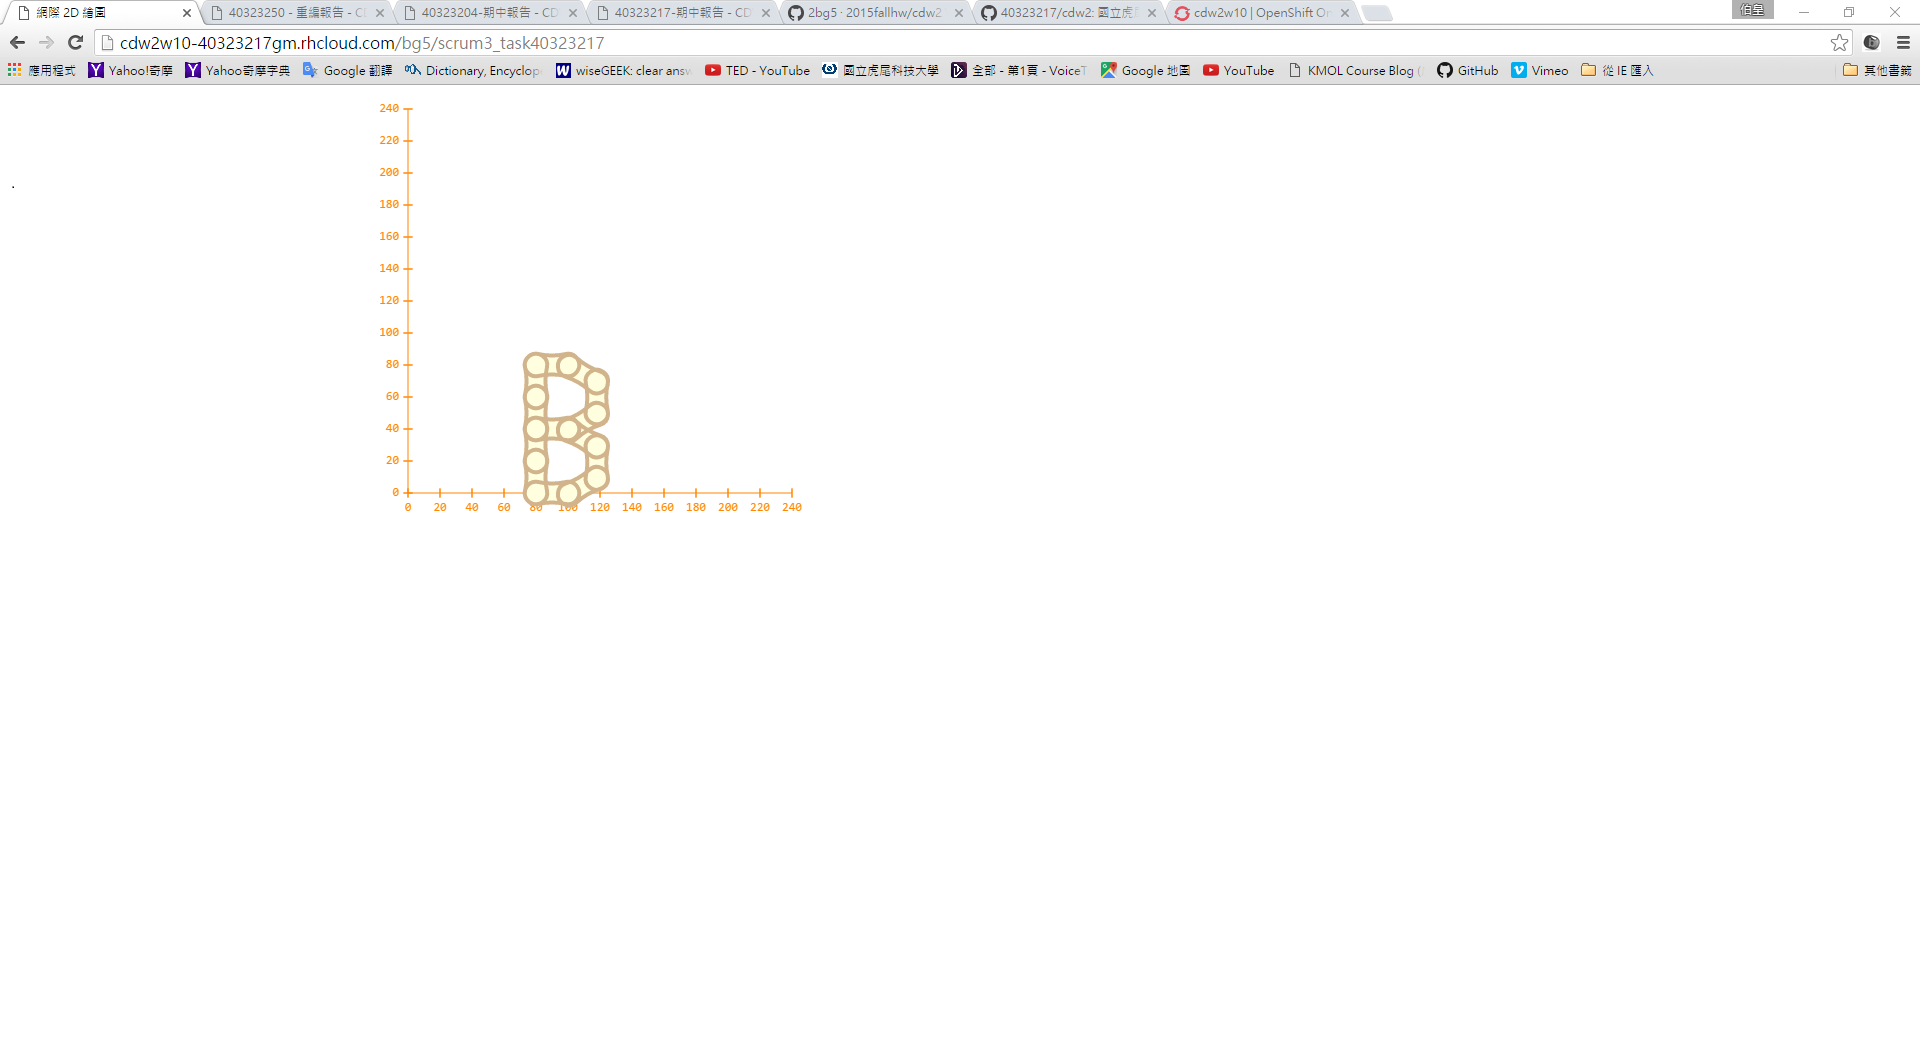 網際 2D 繪圖
40323250 - 重編報告 - CD
40323204-期中報告 - CD
40323217-期中報告 - CD
2bg5 · 2015fallhw/cdw2
40323217/cdw2: 國立虎
cdw2w10 | OpenShift On
伯皇
cdw2w10-40323217gm.rhcloud.com/bg5/scrum3_task40323217
應用程式
Yahoo!奇摩
Yahoo奇摩字典
Google 翻譯
Dictionary, Encyclop
wiseGEEK: clear answ
TED - YouTube
國立虎尾科技大學
全部 - 第1頁 - VoiceT
Google 地圖
YouTube
KMOL Course Blog (
GitHub
Vimeo
從 IE 匯入
其他書籤
240
220
200
.
180
160
140
120
100
80
60
40
20
0
0 20 40 60 80 100 120 140 160 180 200 220 240